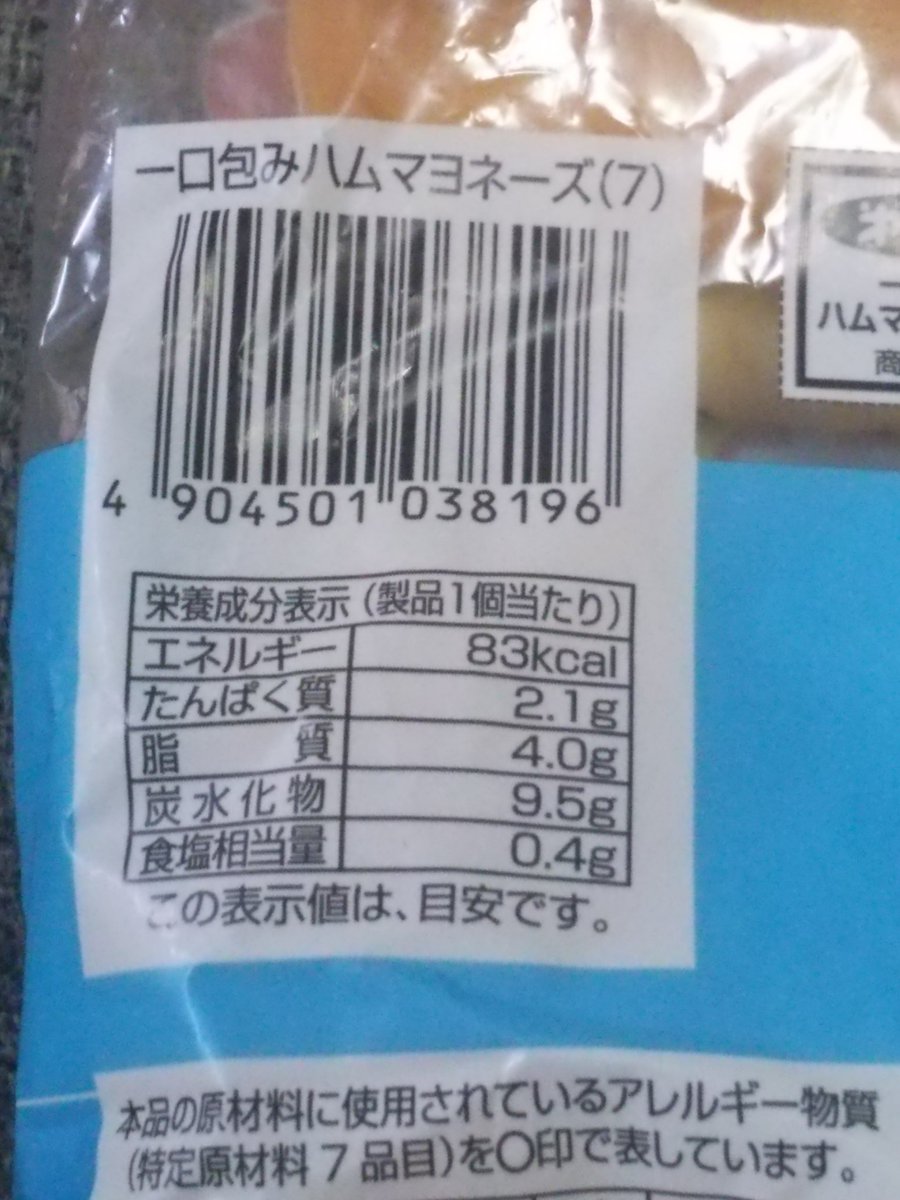 一口包みハムマヨネーズ(7)
4 904501 038196
栄養成分表示(製品1個当たり)
エネルギー 83kcal
たんぱく質 2.1g
脂質 4.0g
炭水化物 9.5g
食塩相当量 0.4g
この表示値は、目安です。
ハムマ
商
本品の原材料に使用されているアレルギー物質
(特定原材料7品目)を〇印で表しています。